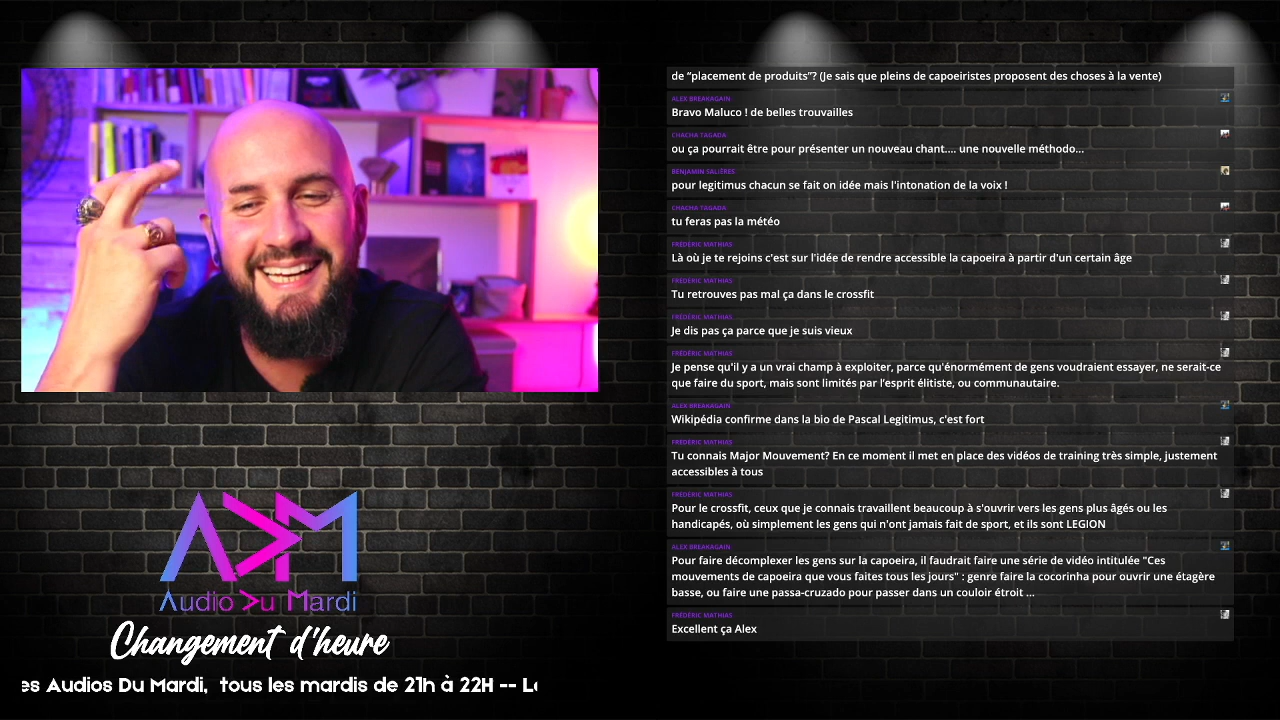 de “placement de produits”? (Je sais que pleins de capoeiristes proposent des choses à la vente)
ALEX BREAKAGAIN
Bravo Maluco ! de belles trouvailles
CHACHA TAGADA
ou ça pourrait être pour présenter un nouveau chant.... une nouvelle méthodo...
BENJAMIN SALIÈRES
pour legitimus chacun se fait on idée mais l'intonation de la voix !
CHACHA TAGADA
tu feras pas la météo
FRÉDÉRIC MATHIAS
Là où je te rejoins c'est sur l'idée de rendre accessible la capoeira à partir d'un certain âge
FRÉDÉRIC MATHIAS
Tu retrouves pas mal ça dans le crossfit
FRÉDÉRIC MATHIAS
Je dis pas ça parce que je suis vieux
FRÉDÉRIC MATHIAS
Je pense qu'il y a un vrai champ à exploiter, parce qu'énormément de gens voudraient essayer, ne serait-ce
que faire du sport, mais sont limités par l'esprit élitiste, ou communautaire.
ALEX BREAKAGAIN
Wikipédia confirme dans la bio de Pascal Legitimus, c'est fort
FRÉDÉRIC MATHIAS
Tu connais Major Mouvement? En ce moment il met en place des vidéos de training très simple, justement
accessibles à tous
FRÉDÉRIC MATHIAS
Pour le crossfit, ceux que je connais travaillent beaucoup à s'ouvrir vers les gens plus âgés ou les
handicapés, où simplement les gens qui n'ont jamais fait de sport, et ils sont LEGION
ALEX BREAKAGAIN
Pour faire décomplexer les gens sur la capoeira, il faudrait faire une série de vidéo intitulée "Ces
mouvements de capoeira que vous faites tous les jours" : genre faire la cocorinha pour ouvrir une étagère
basse, ou faire une passa-cruzado pour passer dans un couloir étroit ...
FRÉDÉRIC MATHIAS
Excellent ça Alex
ADM
Audio Du Mardi
Changement d'heure
es Audios Du Mardi, tous les mardis de 21h à 22H -- L